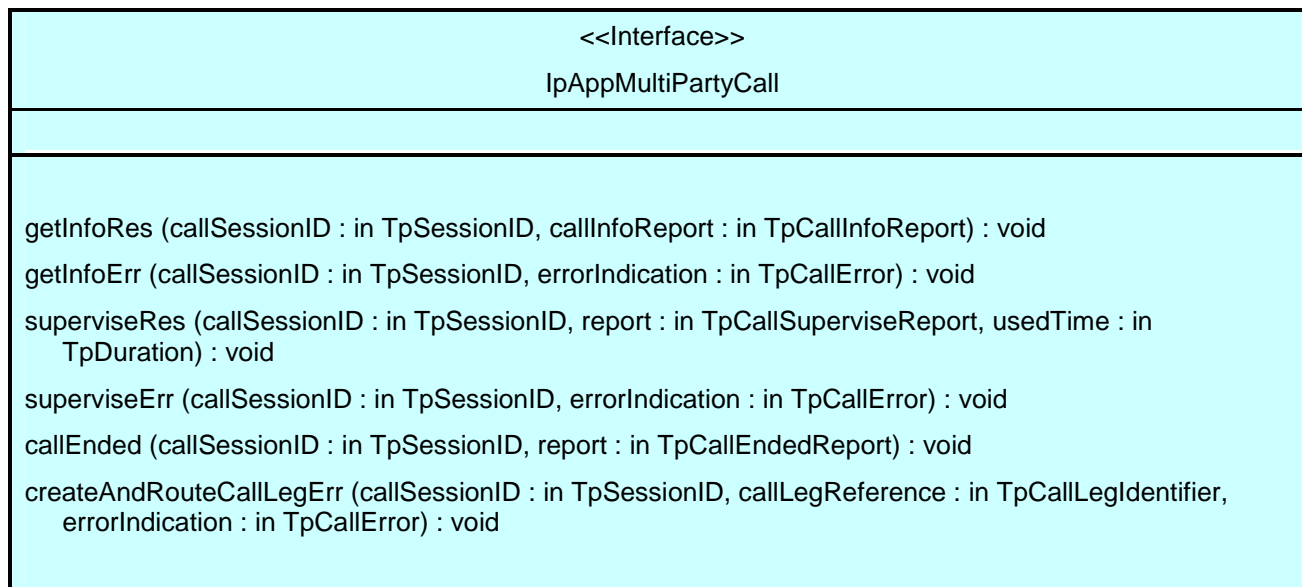 <<Interface>>
IpAppMultiPartyCall
getInfoRes (callSessionID : in TpSessionID, callInfoReport : in TpCallInfoReport) : void
getInfoErr (callSessionID : in TpSessionID, errorIndication : in TpCallError) : void
superviseRes (callSessionID : in TpSessionID, report : in TpCallSuperviseReport, usedTime : in
TpDuration) : void
superviseErr (callSessionID : in TpSessionID, errorIndication : in TpCallError) : void
callEnded (callSessionID : in TpSessionID, report : in TpCallEndedReport) : void
createAndRouteCallLegErr (callSessionID : in TpSessionID, callLegReference : in TpCallLegIdentifier,
errorIndication : in TpCallError) : void